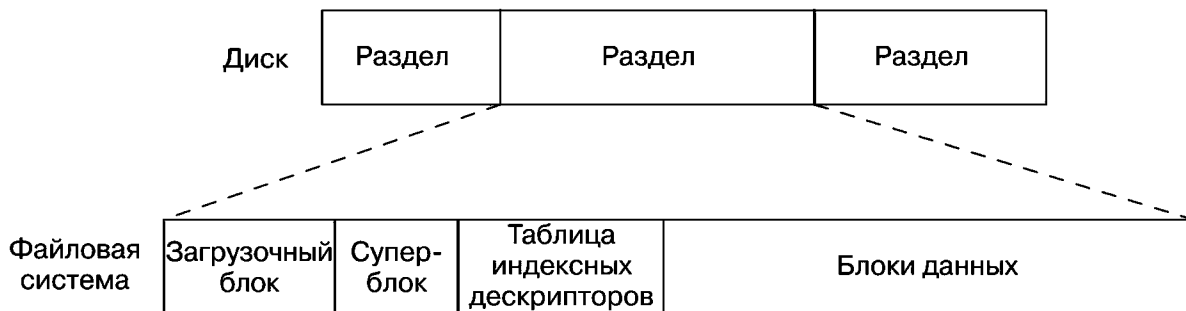 Диск
Раздел
Раздел
Раздел
Файловая
система
Загрузочный
блок
Супер-
блок
Таблица
индексных
дескрипторов
Блоки данных